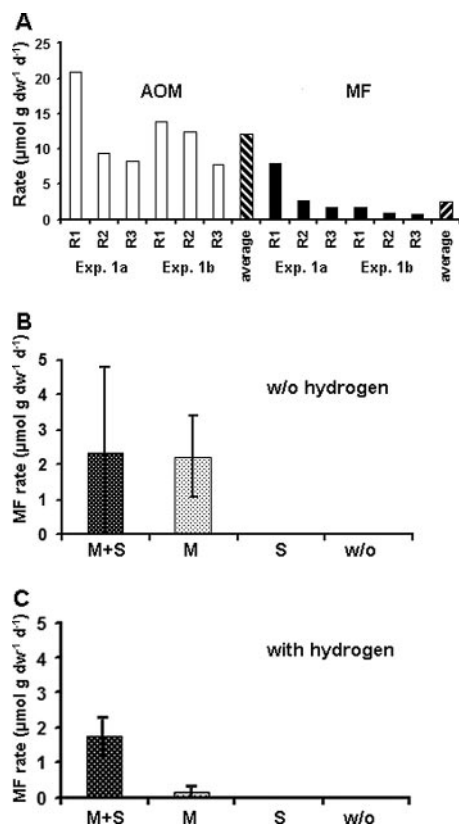 A
Rate (µmol g dw⁻¹ d⁻¹)
25
20
15
10
5
0
AOM
MF
R1 R2 R3 R1 R2 R3 average R1 R2 R3 R1 R2 R3 average
Exp. 1a Exp. 1b Exp. 1a Exp. 1b
B
MF rate (µmol g dw⁻¹ d⁻¹)
5
4
3
2
1
0
w/o hydrogen
M+S M S w/o
C
MF rate (µmol g dw⁻¹ d⁻¹)
5
4
3
2
1
0
with hydrogen
M+S M S w/o